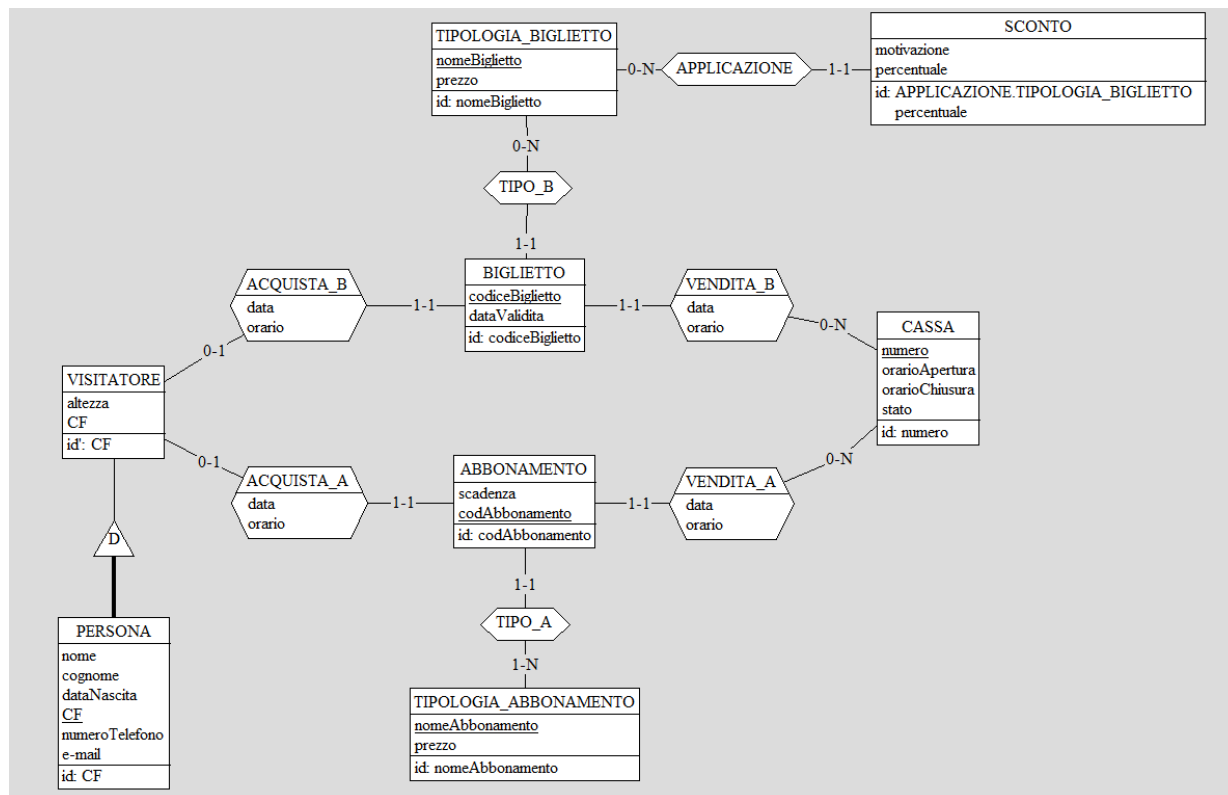 TIPOLOGIA_BIGLIETTO
nomeBiglietto
prezzo
id: nomeBiglietto
0-N
APPLICAZIONE
1-1
SCONTO
motivazione
percentuale
id: APPLICAZIONE.TIPOLOGIA_BIGLIETTO
percentuale
0-N
TIPO_B
1-1
ACQUISTA_B
data
orario
1-1
BIGLIETTO
codiceBiglietto
dataValidita
id: codiceBiglietto
1-1
VENDITA_B
data
orario
0-N
CASSA
numero
orarioApertura
orarioChiusura
stato
id: numero
0-1
VISITATORE
altezza
CF
id': CF
0-1
ACQUISTA_A
data
orario
1-1
ABBONAMENTO
scadenza
codAbbonamento
id: codAbbonamento
1-1
VENDITA_A
data
orario
0-N
D
1-1
TIPO_A
1-N
PERSONA
nome
cognome
dataNascita
CF
numeroTelefono
e-mail
id: CF
TIPOLOGIA_ABBONAMENTO
nomeAbbonamento
prezzo
id: nomeAbbonamento